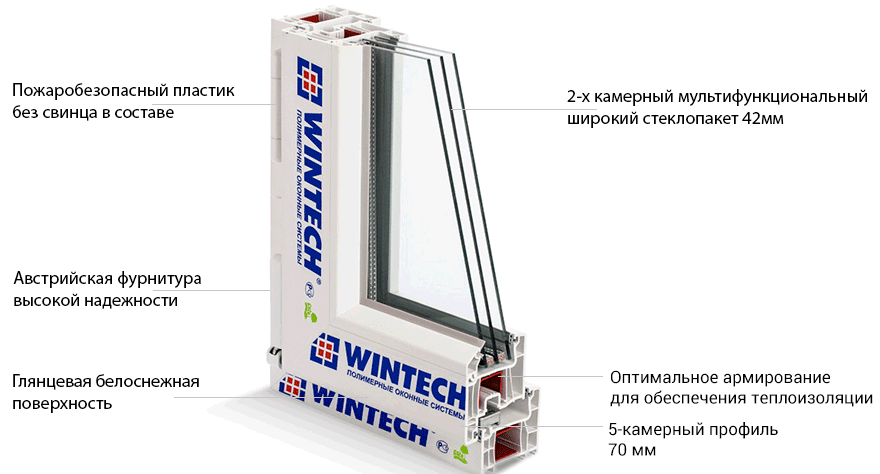 Пожаробезопасный пластик
без свинца в составе
2-х камерный мультифункциональный
широкий стеклопакет 42мм
WINTECH®
ПОЛИМЕРНЫЕ ОКОННЫЕ СИСТЕМЫ
Австрийская фурнитура
высокой надежности
WINTECH
ПОЛИМЕРНЫЕ ОКОННЫЕ СИСТЕМЫ
Глянцевая белоснежная
поверхность
WINTECH
Оптимальное армирование
для обеспечения теплоизоляции
5-камерный профиль
70 мм